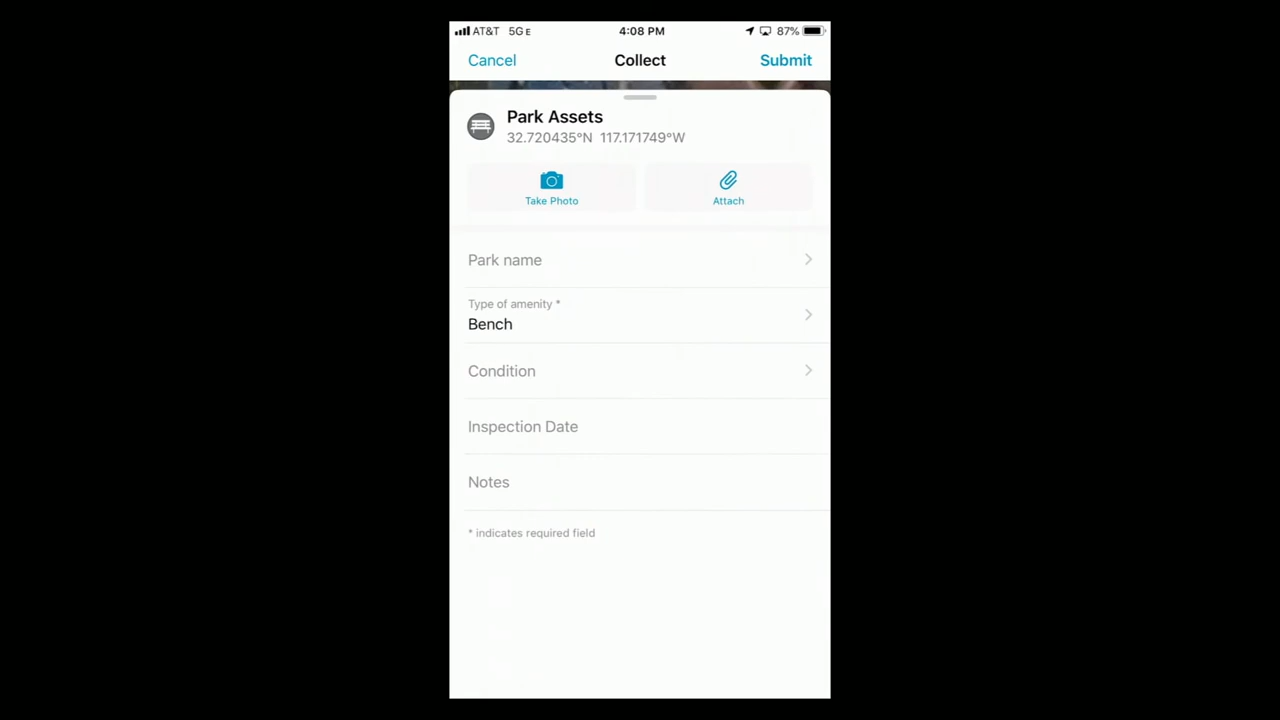 AT&T 5GE 4:08 PM 87%
Cancel Collect Submit
Park Assets
32.720435°N 117.171749°W
Take Photo Attach
Park name
Type of amenity *
Bench
Condition
Inspection Date
Notes
* indicates required field